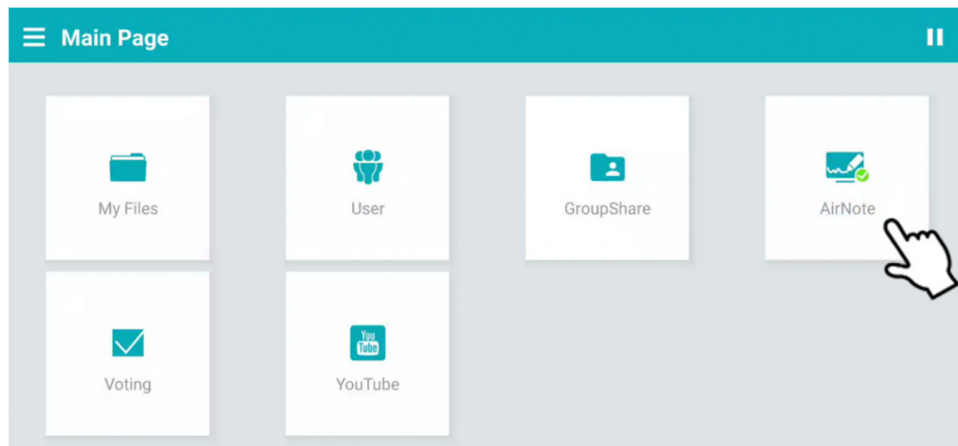 Main Page
My Files
User
GroupShare
AirNote
Voting
You
Tube
YouTube